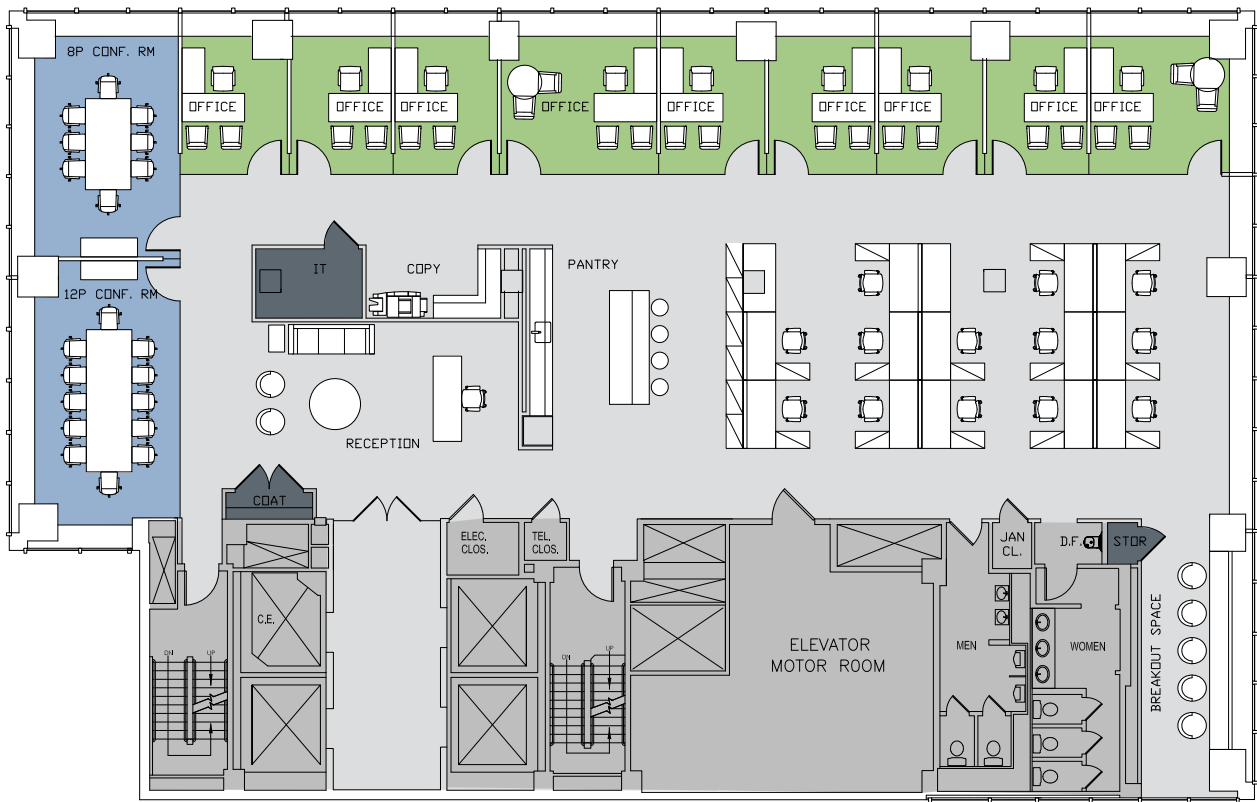 8P CONF. RM
OFFICE
OFFICE
OFFICE
OFFICE
OFFICE
OFFICE
OFFICE
OFFICE
OFFICE
IT
COPY
PANTRY
12P CONF. RM
RECEPTION
COAT
ELEC.
CLOS.
TEL.
CLOS.
JAN
CL.
D.F.
STOR
C.E.
ELEVATOR
MOTOR ROOM
MEN
WOMEN
BREAKOUT SPACE
DN
UP
DN
UP